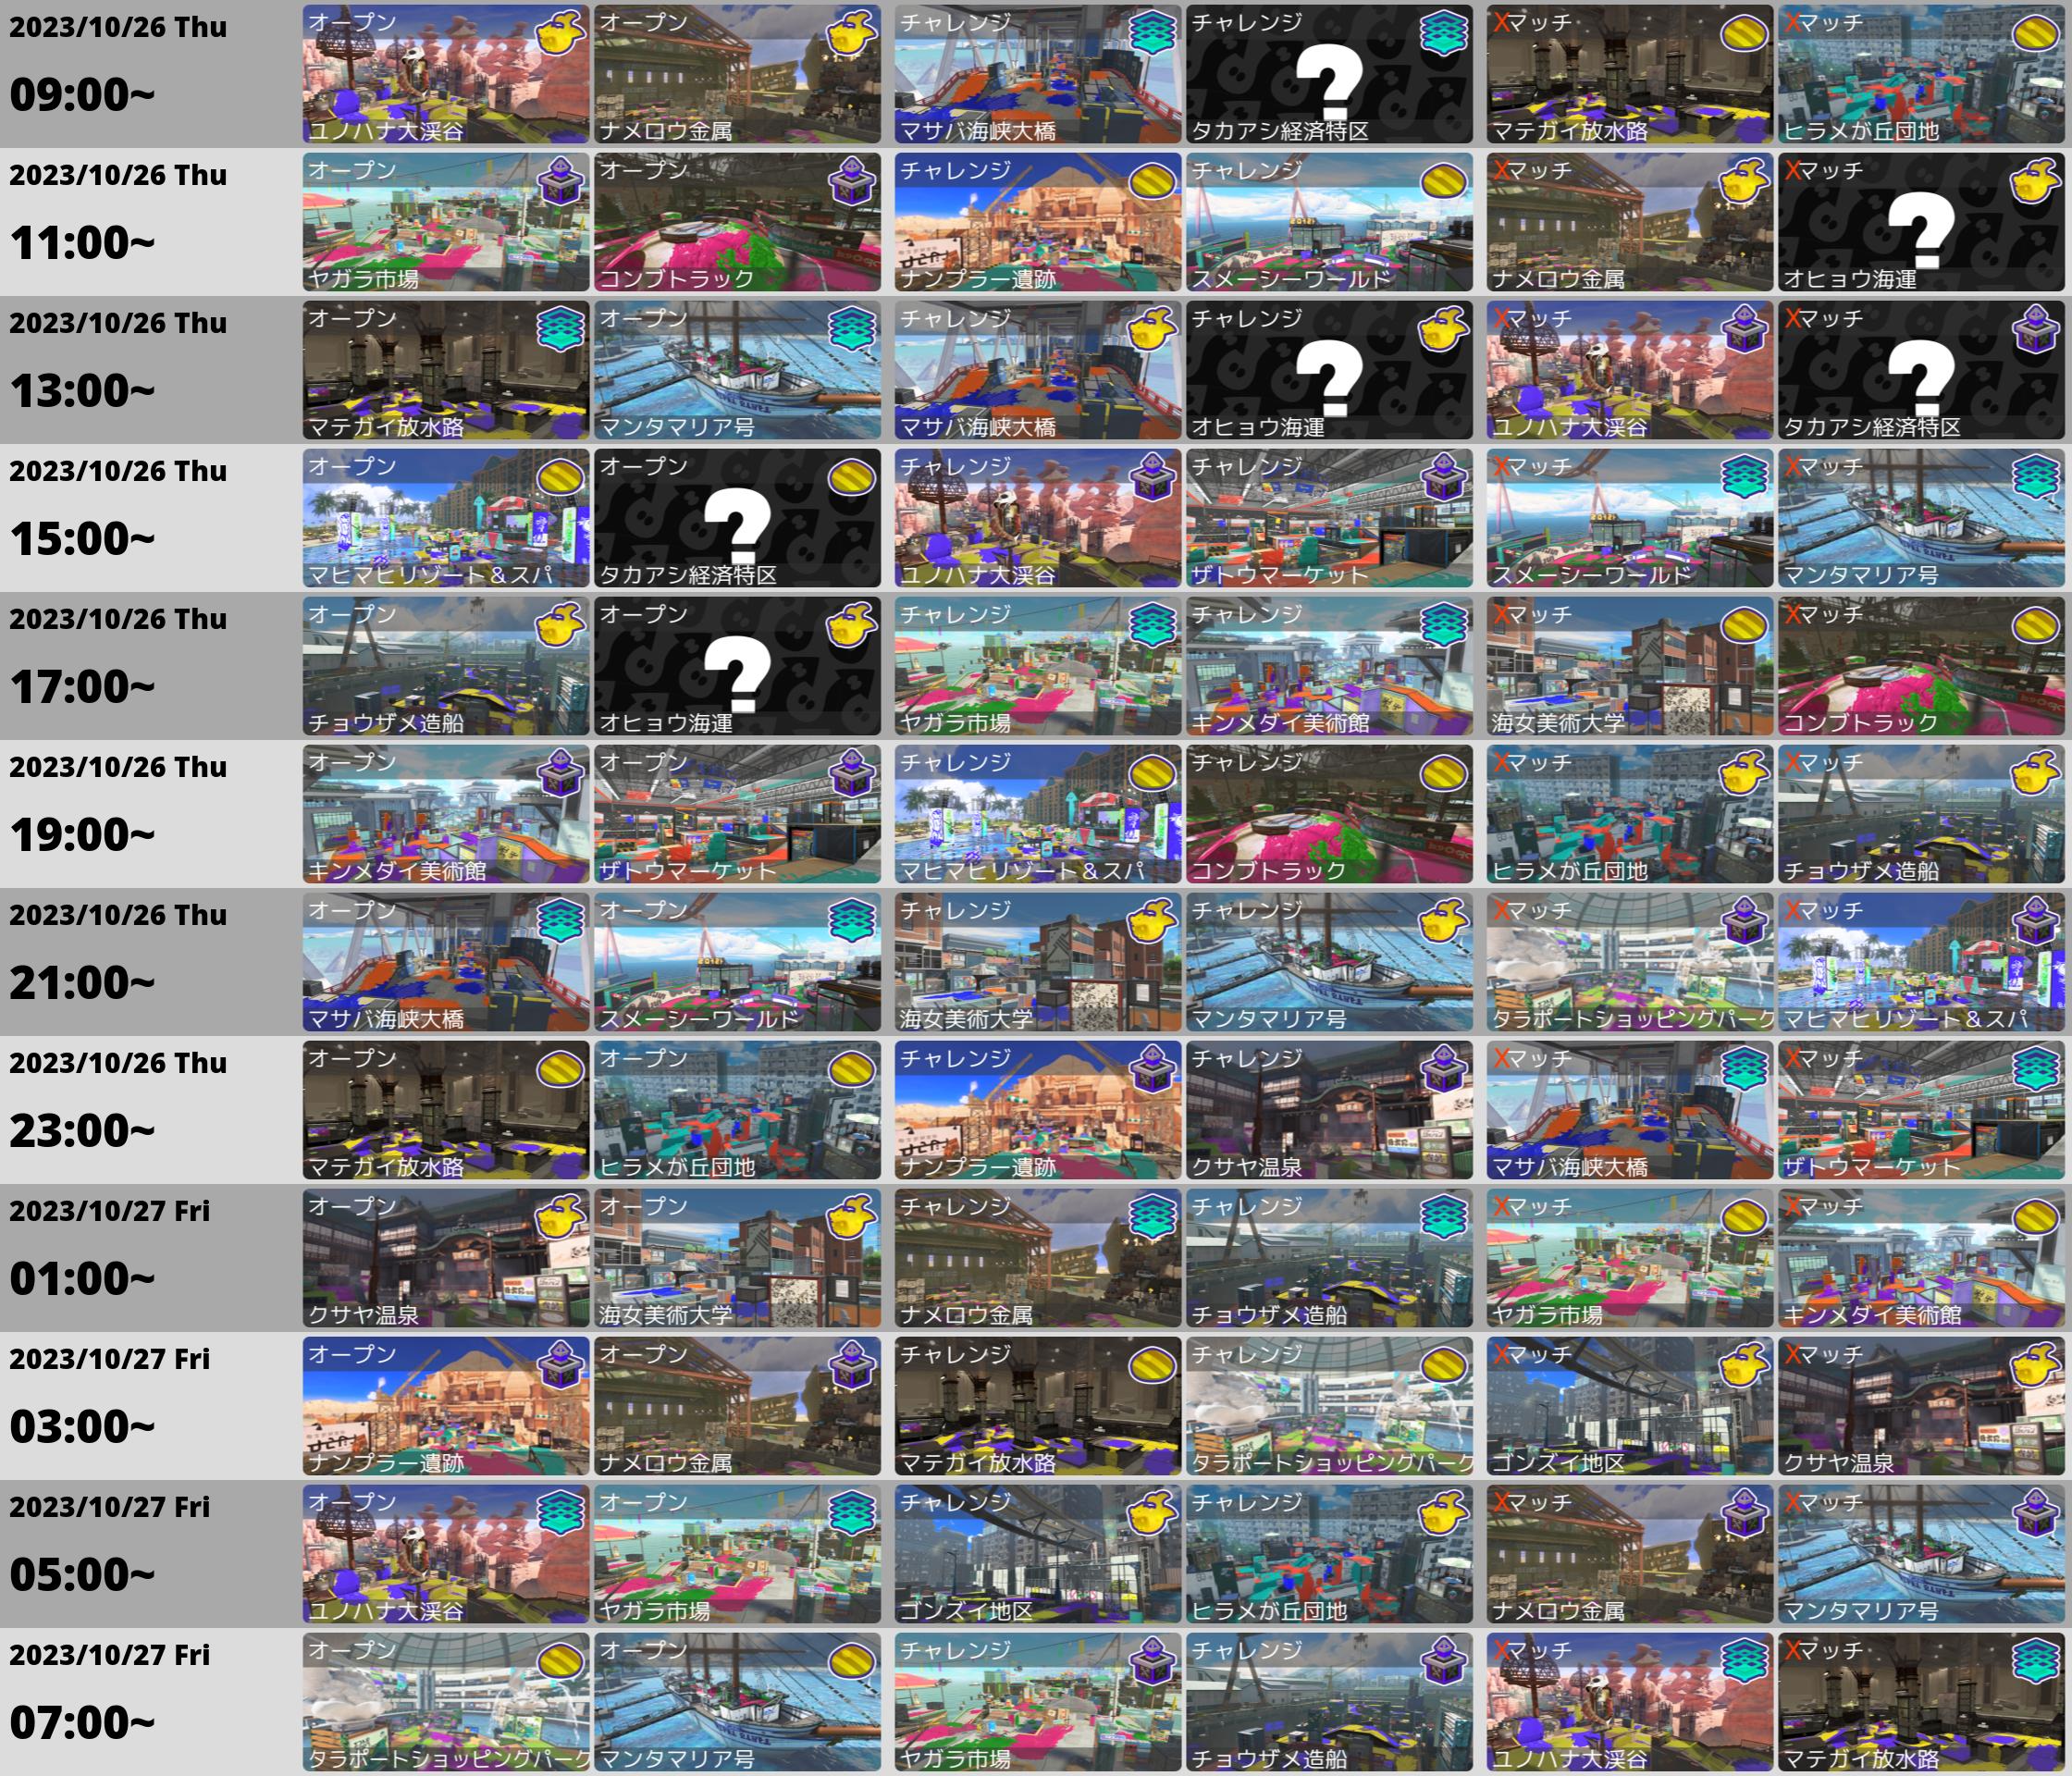 2023/10/26 Thu
09:00~
オープン
ユノハナ大渓谷
オープン
ナメロウ金属
チャレンジ
マサバ海峡大橋
チャレンジ
?
タカアシ経済特区
Xマッチ
マテガイ放水路
Xマッチ
ヒラメが丘団地
2023/10/26 Thu
11:00~
オープン
ヤガラ市場
オープン
コンブトラック
チャレンジ
ナンプラー遺跡
チャレンジ
スメーシーワールド
Xマッチ
ナメロウ金属
Xマッチ
?
オヒョウ海運
2023/10/26 Thu
13:00~
オープン
マテガイ放水路
オープン
マンタマリア号
チャレンジ
マサバ海峡大橋
チャレンジ
?
オヒョウ海運
Xマッチ
ユノハナ大渓谷
Xマッチ
?
タカアシ経済特区
2023/10/26 Thu
15:00~
オープン
マヒマヒリゾート&スパ
オープン
?
タカアシ経済特区
チャレンジ
ユノハナ大渓谷
チャレンジ
ザトウマーケット
Xマッチ
スメーシーワールド
Xマッチ
マンタマリア号
2023/10/26 Thu
17:00~
オープン
チョウザメ造船
オープン
?
オヒョウ海運
チャレンジ
ヤガラ市場
チャレンジ
キンメダイ美術館
Xマッチ
海女美術大学
Xマッチ
コンブトラック
2023/10/26 Thu
19:00~
オープン
キンメダイ美術館
オープン
ザトウマーケット
チャレンジ
マヒマヒリゾート&スパ
チャレンジ
コンブトラック
Xマッチ
ヒラメが丘団地
Xマッチ
チョウザメ造船
2023/10/26 Thu
21:00~
オープン
マサバ海峡大橋
オープン
スメーシーワールド
チャレンジ
海女美術大学
チャレンジ
マンタマリア号
Xマッチ
タラポートショッピングパーク
Xマッチ
マヒマヒリゾート&スパ
2023/10/26 Thu
23:00~
オープン
マテガイ放水路
オープン
ヒラメが丘団地
チャレンジ
ナンプラー遺跡
チャレンジ
クサヤ温泉
Xマッチ
マサバ海峡大橋
Xマッチ
ザトウマーケット
2023/10/27 Fri
01:00~
オープン
クサヤ温泉
オープン
海女美術大学
チャレンジ
ナメロウ金属
チャレンジ
チョウザメ造船
Xマッチ
ヤガラ市場
Xマッチ
キンメダイ美術館
2023/10/27 Fri
03:00~
オープン
ナンプラー遺跡
オープン
ナメロウ金属
チャレンジ
マテガイ放水路
チャレンジ
タラポートショッピングパーク
Xマッチ
ゴンズイ地区
Xマッチ
クサヤ温泉
2023/10/27 Fri
05:00~
オープン
ユノハナ大渓谷
オープン
ヤガラ市場
チャレンジ
ゴンズイ地区
チャレンジ
ヒラメが丘団地
Xマッチ
ナメロウ金属
Xマッチ
マンタマリア号
2023/10/27 Fri
07:00~
オープン
タラポートショッピングパーク
オープン
マンタマリア号
チャレンジ
ヤガラ市場
チャレンジ
チョウザメ造船
Xマッチ
ユノハナ大渓谷
Xマッチ
マテガイ放水路